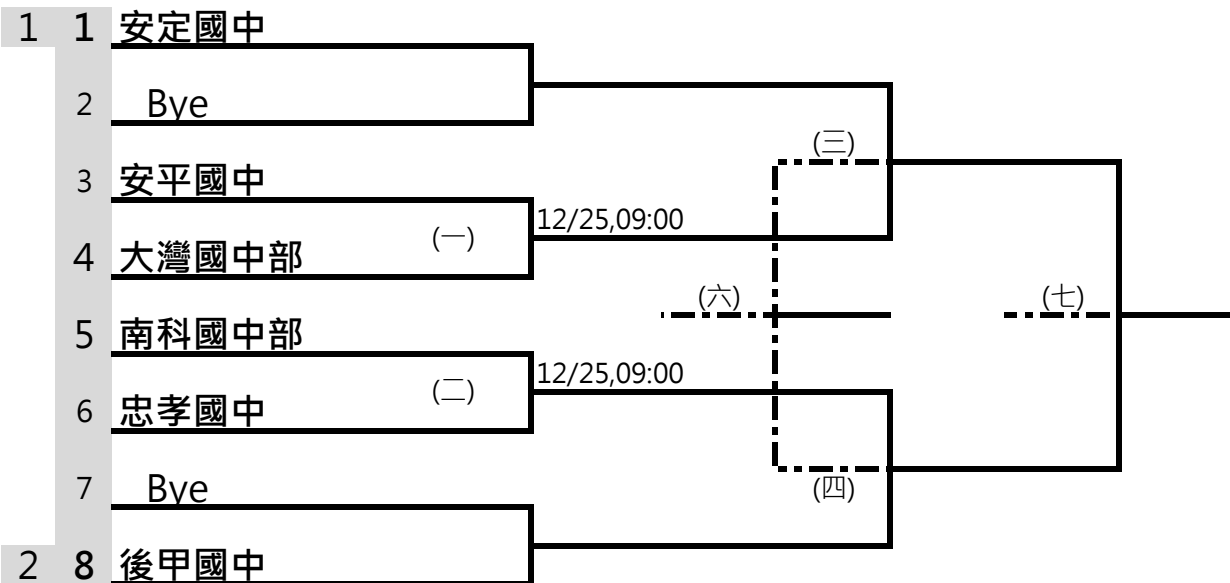 1 1 安定國中
2 Bye
(三)
3 安平國中
12/25,09:00
(一)
4 大灣國中部
(六) (七)
5 南科國中部
12/25,09:00
(二)
6 忠孝國中
7 Bye
(四)
2 8 後甲國中